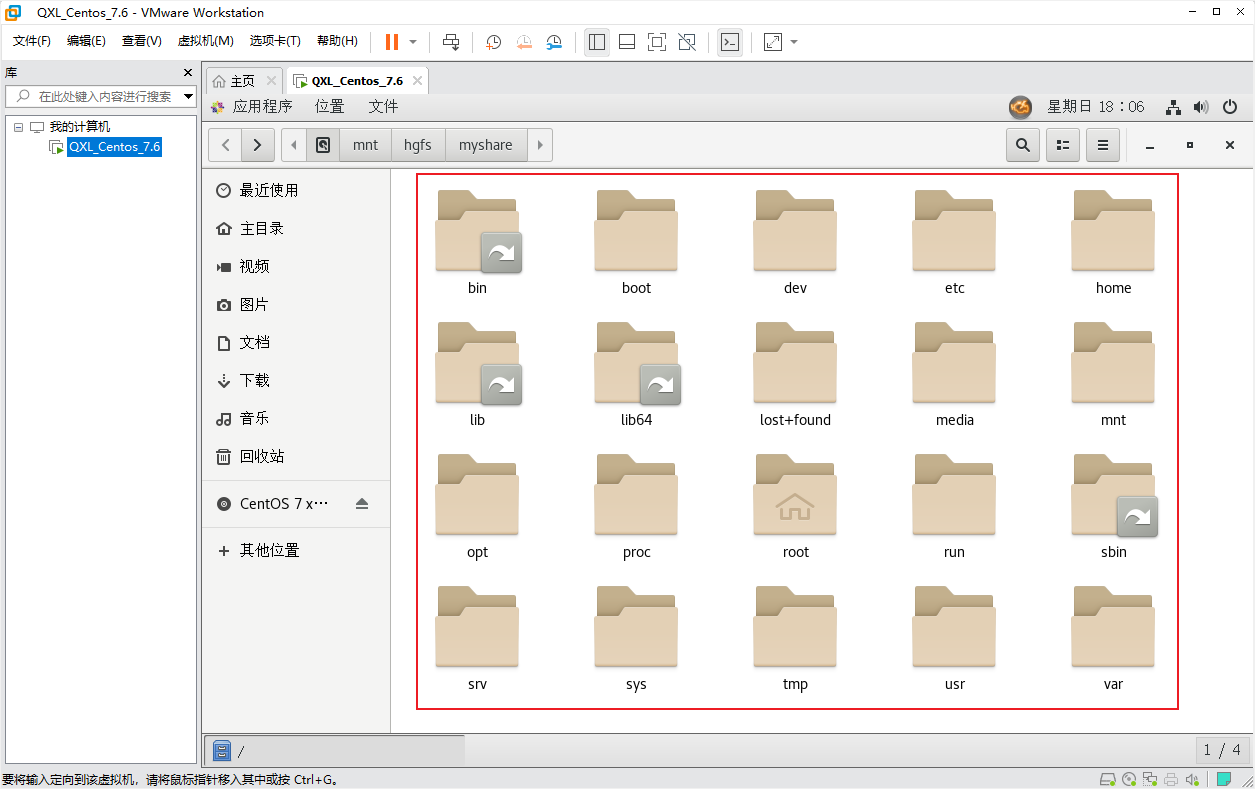 QXL_Centos_7.6 - VMware Workstation
文件(F) 编辑(E) 查看(V) 虚拟机(M) 选项卡(T) 帮助(H)
库
在此处键入内容进行搜索
我的计算机
QXL_Centos_7.6
主页 QXL_Centos_7.6
应用程序 位置 文件 星期日 18：06
mnt hgfs myshare
最近使用
主目录
视频
图片
文档
下载
音乐
回收站
CentOS 7 x···
其他位置
bin boot dev etc home
lib lib64 lost+found media mnt
opt proc root run sbin
srv sys tmp usr var
/ 1 / 4
要将输入定向到该虚拟机，请将鼠标指针移入其中或按 Ctrl+G。